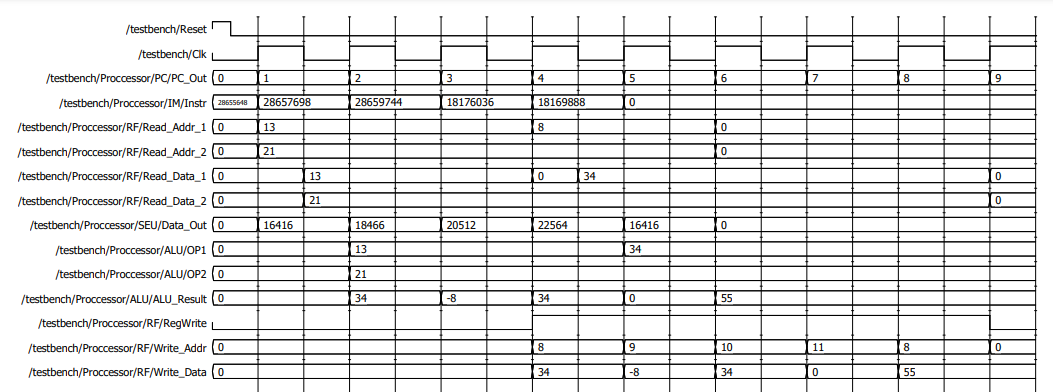 /testbench/Reset
/testbench/Clk
/testbench/Proccessor/PC/PC_Out 0 1 2 3 4 5 6 7 8 9
/testbench/Proccessor/IM/Instr 28655648 28657698 28659744 18176036 18169888 0
/testbench/Proccessor/RF/Read_Addr_1 0 13 8 0
/testbench/Proccessor/RF/Read_Addr_2 0 21 0
/testbench/Proccessor/RF/Read_Data_1 0 13 0 34 0
/testbench/Proccessor/RF/Read_Data_2 0 21 0
/testbench/Proccessor/SEU/Data_Out 0 16416 18466 20512 22564 16416 0
/testbench/Proccessor/ALU/OP1 0 13 34
/testbench/Proccessor/ALU/OP2 0 21
/testbench/Proccessor/ALU/ALU_Result 0 34 -8 34 0 55
/testbench/Proccessor/RF/RegWrite
/testbench/Proccessor/RF/Write_Addr 0 8 9 10 11 8 0
/testbench/Proccessor/RF/Write_Data 0 34 -8 34 0 55